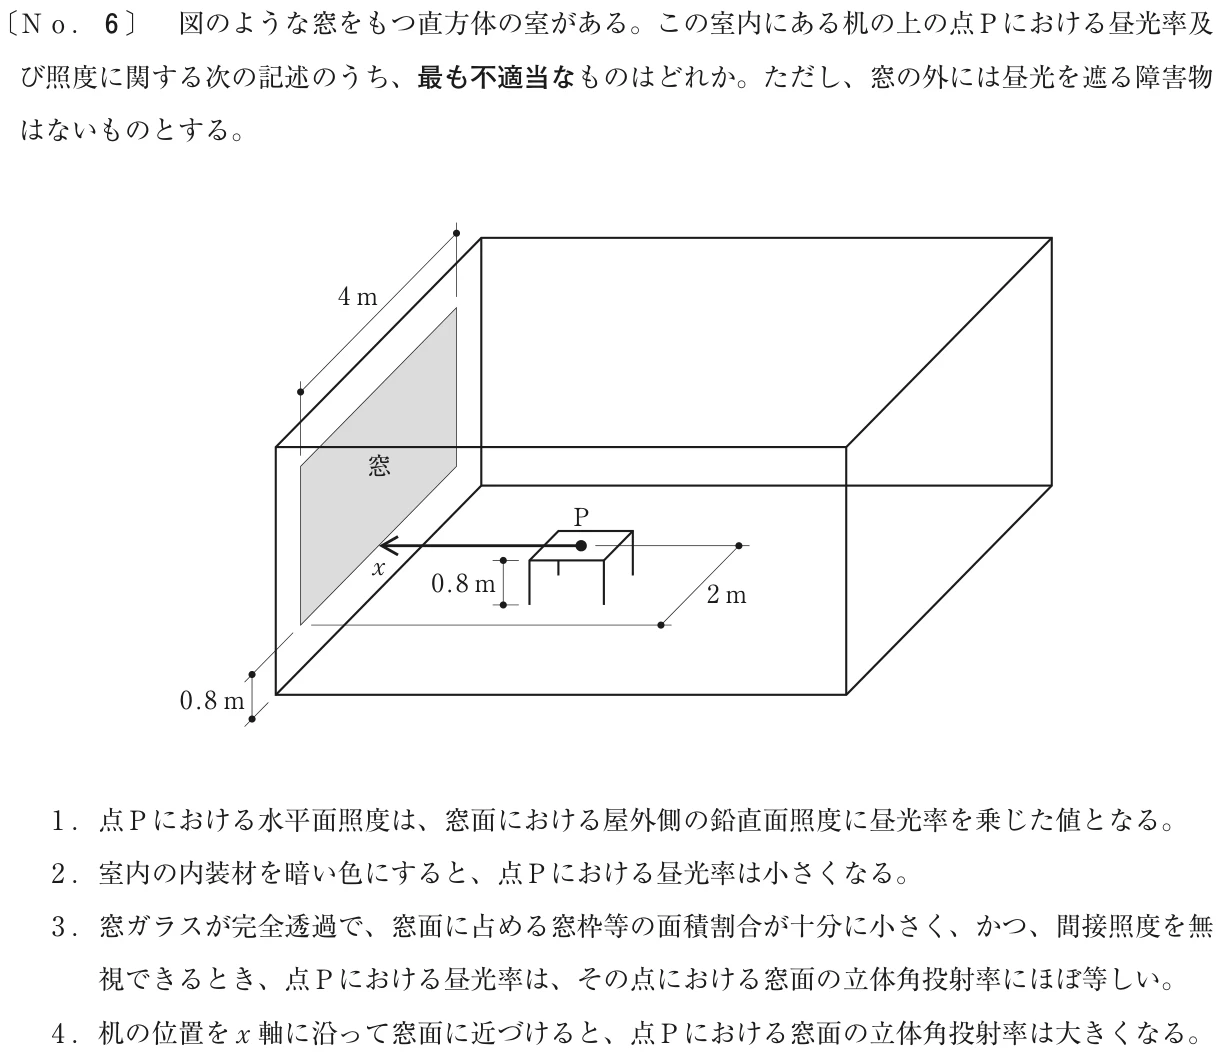 〔Ｎｏ．６〕　図のような窓をもつ直方体の室がある。この室内にある机の上の点Ｐにおける昼光率及
び照度に関する次の記述のうち、最も不適当なものはどれか。ただし、窓の外には昼光を遮る障害物
はないものとする。
4 m
窓
P
x
0.8 m
2 m
0.8 m
１．点Ｐにおける水平面照度は、窓面における屋外側の鉛直面照度に昼光率を乗じた値となる。
２．室内の内装材を暗い色にすると、点Ｐにおける昼光率は小さくなる。
３．窓ガラスが完全透過で、窓面に占める窓枠等の面積割合が十分に小さく、かつ、間接照度を無
視できるとき、点Ｐにおける昼光率は、その点における窓面の立体角投射率にほぼ等しい。
４．机の位置を x 軸に沿って窓面に近づけると、点Ｐにおける窓面の立体角投射率は大きくなる。